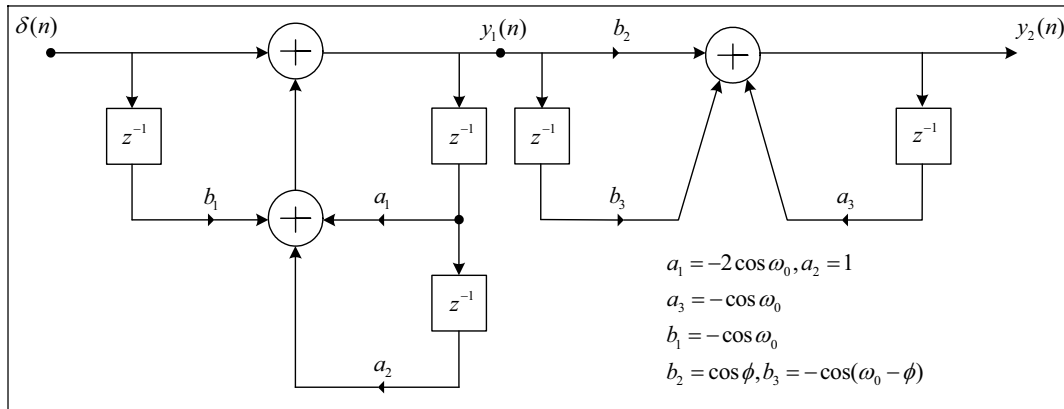 δ(n)
y₁(n)
b₂
y₂(n)
z⁻¹
z⁻¹
z⁻¹
z⁻¹
b₁
a₁
b₃
a₃
z⁻¹
a₂
a₁ = −2cos ω₀, a₂ = 1
a₃ = −cos ω₀
b₁ = −cos ω₀
b₂ = cos ϕ, b₃ = −cos(ω₀ − ϕ)